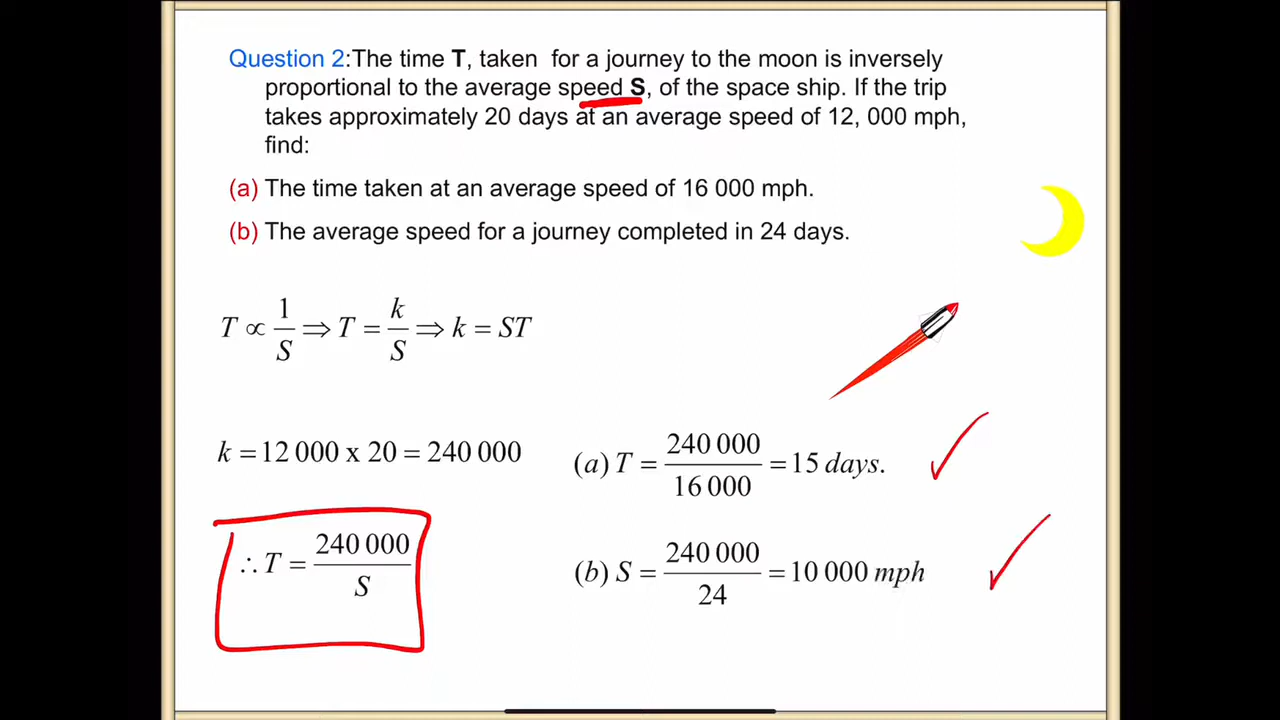 Question 2:The time T, taken for a journey to the moon is inversely
proportional to the average speed S, of the space ship. If the trip
takes approximately 20 days at an average speed of 12, 000 mph,
find:
(a) The time taken at an average speed of 16 000 mph.
(b) The average speed for a journey completed in 24 days.
T ∝ 1/S ⇒ T = k/S ⇒ k = ST
k = 12 000 x 20 = 240 000
(a) T = 240 000/16 000 = 15 days.
∴ T = 240 000/S
(b) S = 240 000/24 = 10 000 mph